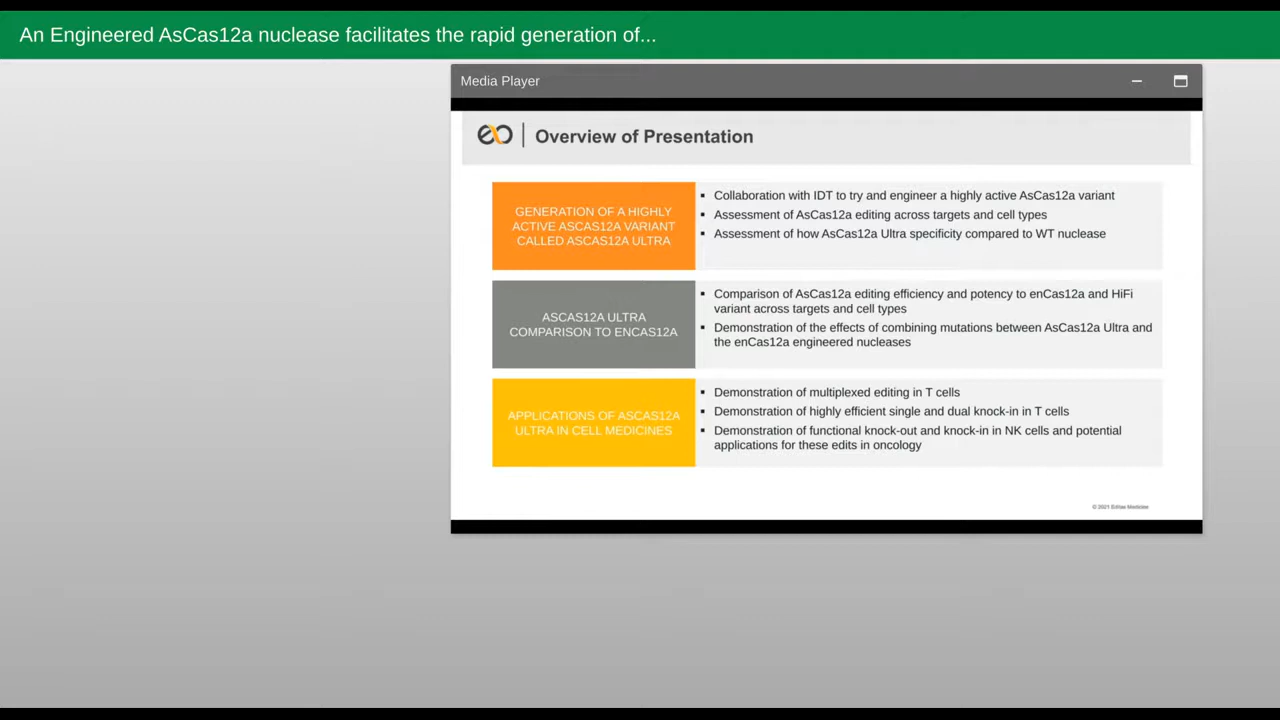 An Engineered AsCas12a nuclease facilitates the rapid generation of...
Media Player
Overview of Presentation
GENERATION OF A HIGHLY
ACTIVE ASCAS12A VARIANT
CALLED ASCAS12A ULTRA
▪ Collaboration with IDT to try and engineer a highly active AsCas12a variant
▪ Assessment of AsCas12a editing across targets and cell types
▪ Assessment of how AsCas12a Ultra specificity compared to WT nuclease
ASCAS12A ULTRA
COMPARISON TO ENCAS12A
▪ Comparison of AsCas12a editing efficiency and potency to enCas12a and HiFi
variant across targets and cell types
▪ Demonstration of the effects of combining mutations between AsCas12a Ultra and
the enCas12a engineered nucleases
APPLICATIONS OF ASCAS12A
ULTRA IN CELL MEDICINES
▪ Demonstration of multiplexed editing in T cells
▪ Demonstration of highly efficient single and dual knock-in in T cells
▪ Demonstration of functional knock-out and knock-in in NK cells and potential
applications for these edits in oncology
© 2021 Editas Medicine